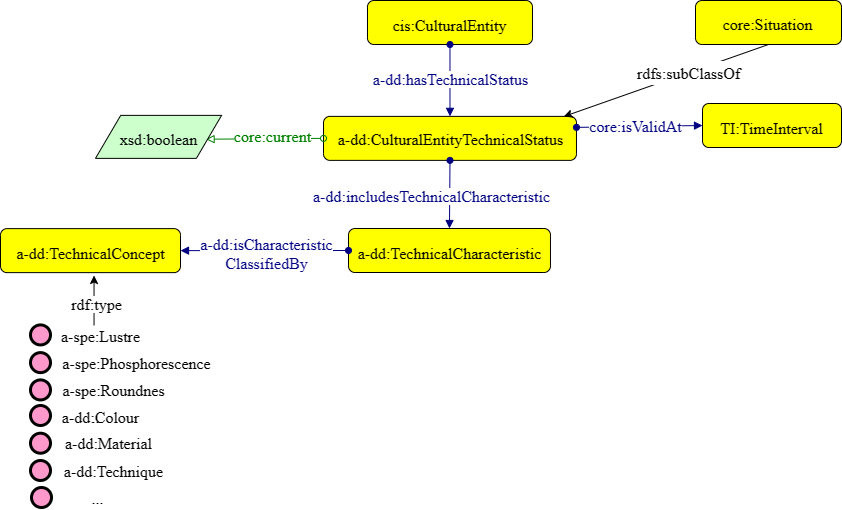 cis:CulturalEntity
core:Situation
rdfs:subClassOf
a-dd:hasTechnicalStatus
xsd:boolean
core:current
a-dd:CulturalEntityTechnicalStatus
core:isValidAt
TI:TimeInterval
a-dd:includesTechnicalCharacteristic
a-dd:TechnicalConcept
a-dd:isCharacteristic
ClassifiedBy
a-dd:TechnicalCharacteristic
rdf:type
a-spe:Lustre
a-spe:Phosphorescence
a-spe:Roundnes
a-dd:Colour
a-dd:Material
a-dd:Technique
...